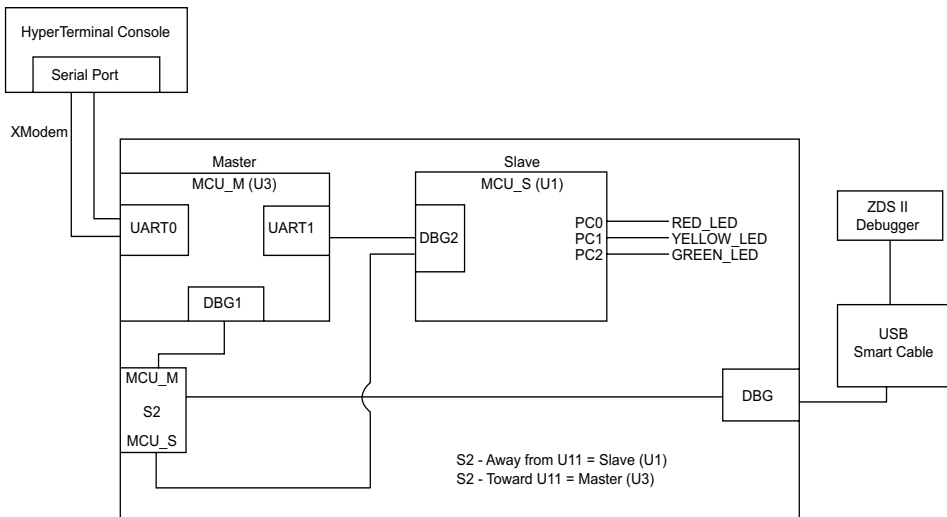 HyperTerminal Console
Serial Port
XModem
Master
MCU_M (U3)
UART0
UART1
DBG1
Slave
MCU_S (U1)
DBG2
PC0
RED_LED
PC1
YELLOW_LED
PC2
GREEN_LED
ZDS II
Debugger
USB
Smart Cable
MCU_M
S2
MCU_S
DBG
S2 - Away from U11 = Slave (U1)
S2 - Toward U11 = Master (U3)